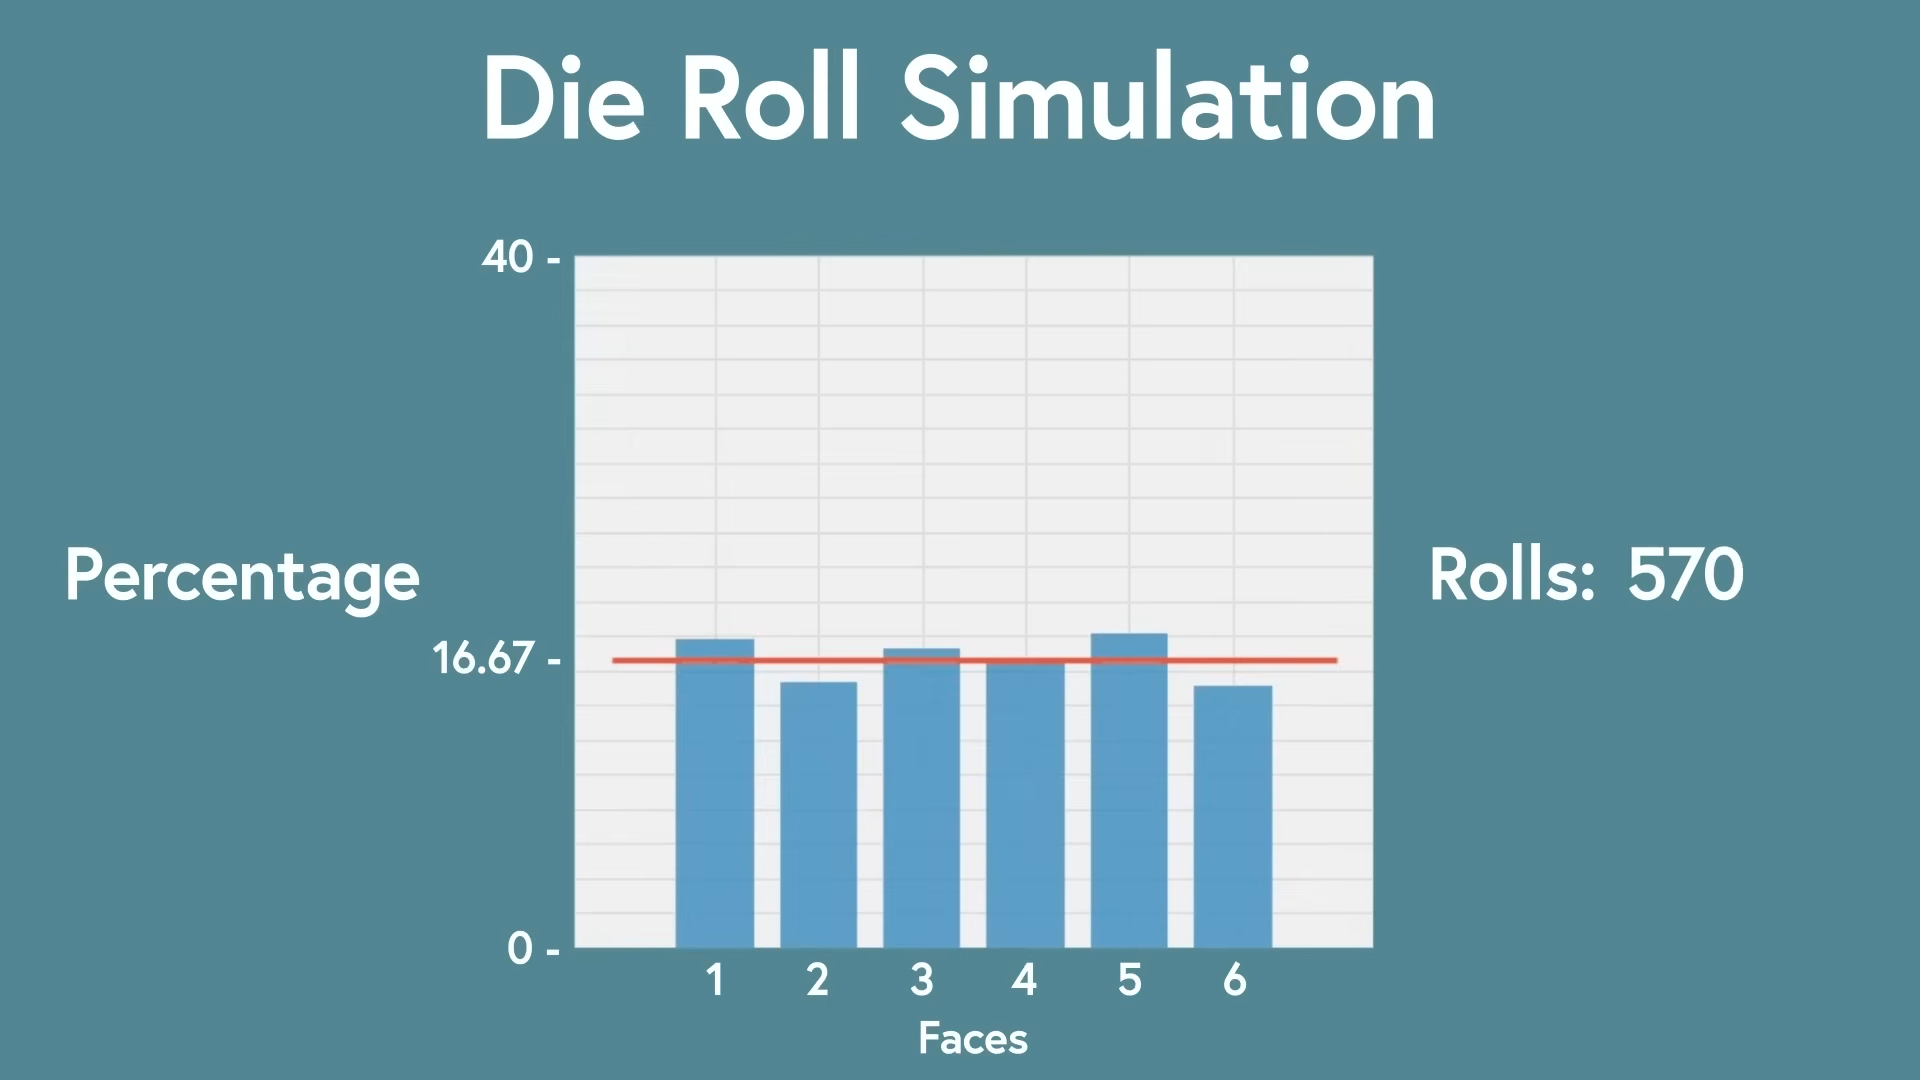 Die Roll Simulation
40 -
Percentage
Rolls: 570
16.67 -
0 -
1 2 3 4 5 6
Faces